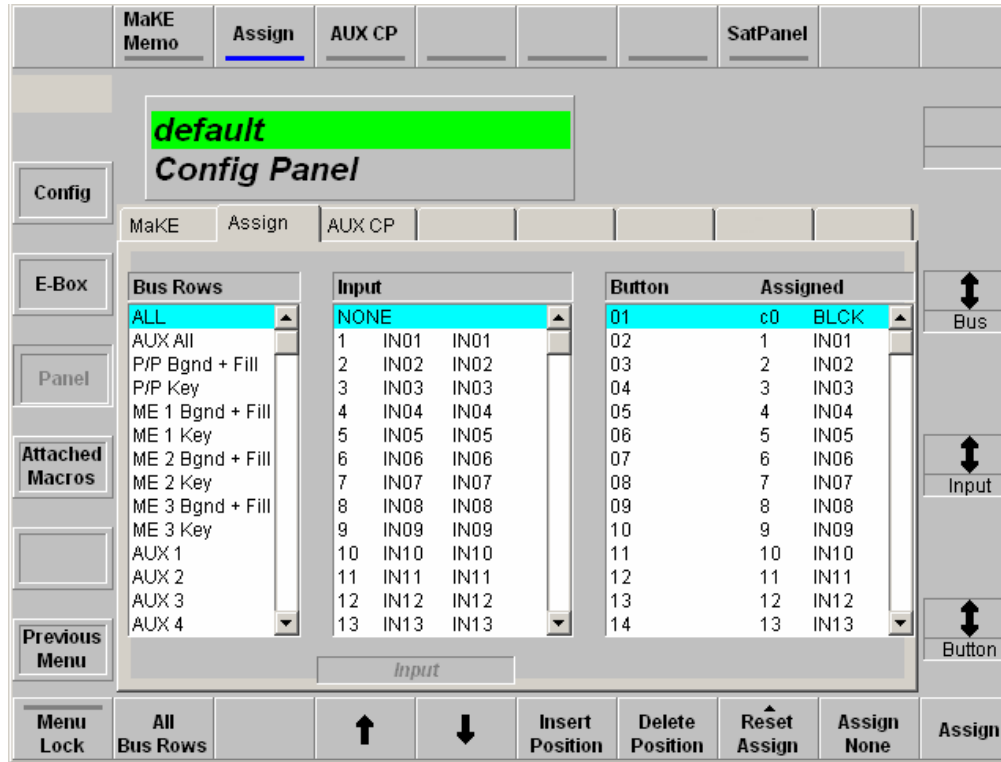 MaKE Memo
Assign
AUX CP
SatPanel
default
Config Panel
Config
E-Box
Panel
Attached Macros
Previous Menu
MaKE
Assign
AUX CP
Bus Rows
ALL
AUX All
P/P Bgnd + Fill
P/P Key
ME 1 Bgnd + Fill
ME 1 Key
ME 2 Bgnd + Fill
ME 2 Key
ME 3 Bgnd + Fill
ME 3 Key
AUX 1
AUX 2
AUX 3
AUX 4
Input
NONE
1 IN01 IN01
2 IN02 IN02
3 IN03 IN03
4 IN04 IN04
5 IN05 IN05
6 IN06 IN06
7 IN07 IN07
8 IN08 IN08
9 IN09 IN09
10 IN10 IN10
11 IN11 IN11
12 IN12 IN12
13 IN13 IN13
Button Assigned
01 c0 BLCK
02 1 IN01
03 2 IN02
04 3 IN03
05 4 IN04
06 5 IN05
07 6 IN06
08 7 IN07
09 8 IN08
10 9 IN09
11 10 IN10
12 11 IN11
13 12 IN12
14 13 IN13
Input
Bus
Input
Button
Menu Lock
All Bus Rows
Insert Position
Delete Position
Reset Assign
Assign None
Assign